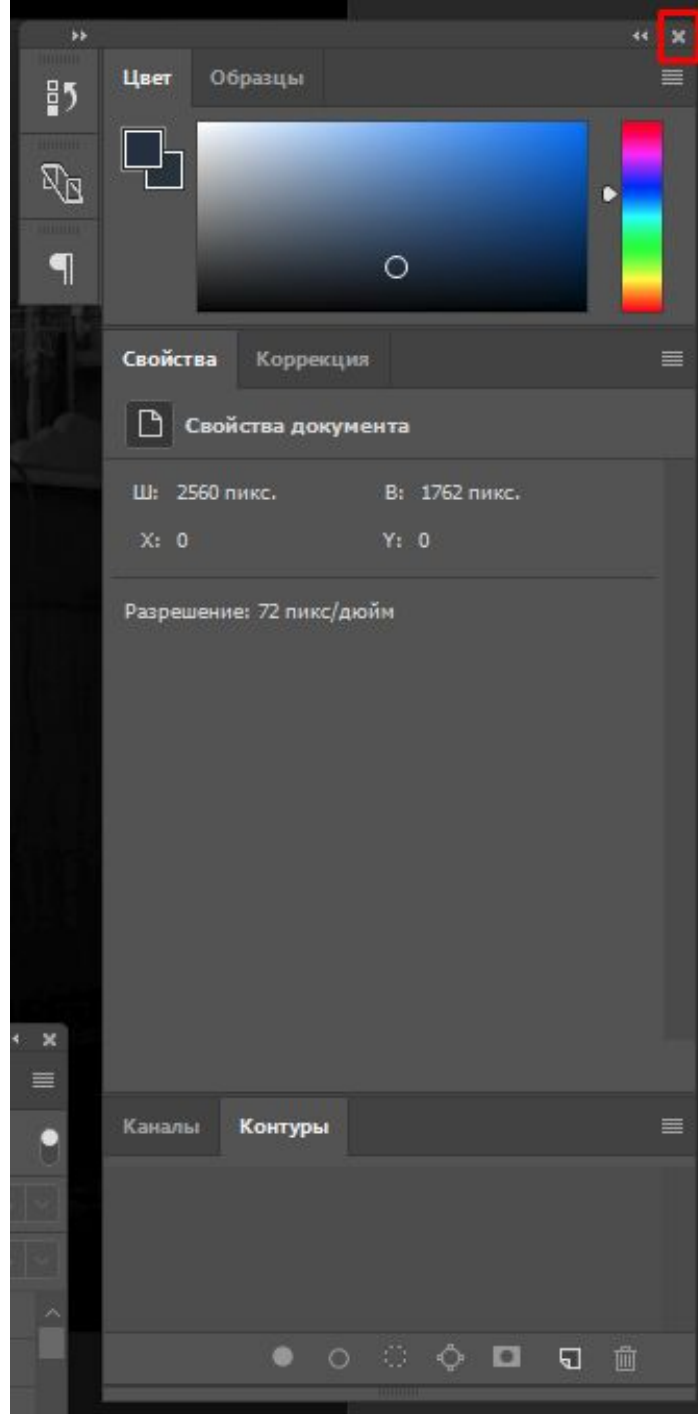 Цвет Образцы
Свойства Коррекция
Свойства документа
Ш: 2560 пикс. В: 1762 пикс.
X: 0 Y: 0
Разрешение: 72 пикс/дюйм
Каналы Контуры